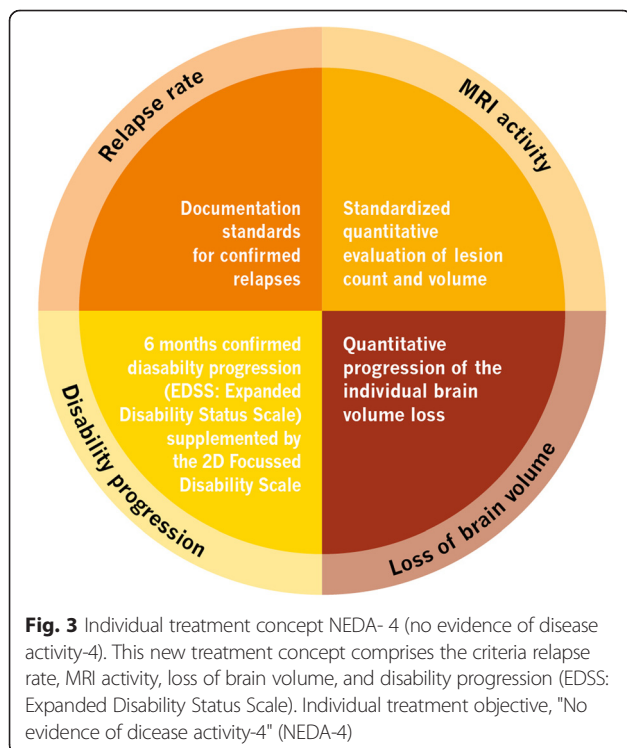 Relapse rate
MRI activity
Documentation
standards
for confirmed
relapses
Standardized
quantitative
evaluation of lesion
count and volume
6 months confirmed
diasabilty progression
(EDSS: Expanded
Disability Status Scale)
supplemented by
the 2D Focussed
Disability Scale
Quantitative
progression of the
individual brain
volume loss
Disability progression
Loss of brain volume
Fig. 3 Individual treatment concept NEDA- 4 (no evidence of disease
activity-4). This new treatment concept comprises the criteria relapse
rate, MRI activity, loss of brain volume, and disability progression (EDSS:
Expanded Disability Status Scale). Individual treatment objective, "No
evidence of dicease activity-4" (NEDA-4)